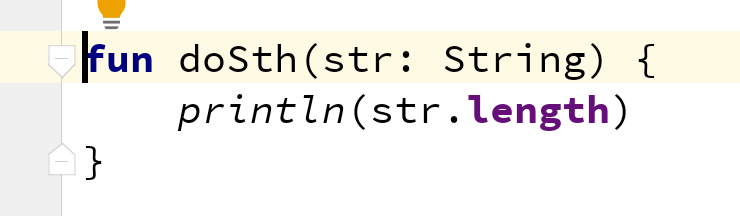 fun doSth(str: String) {
    println(str.length)
}